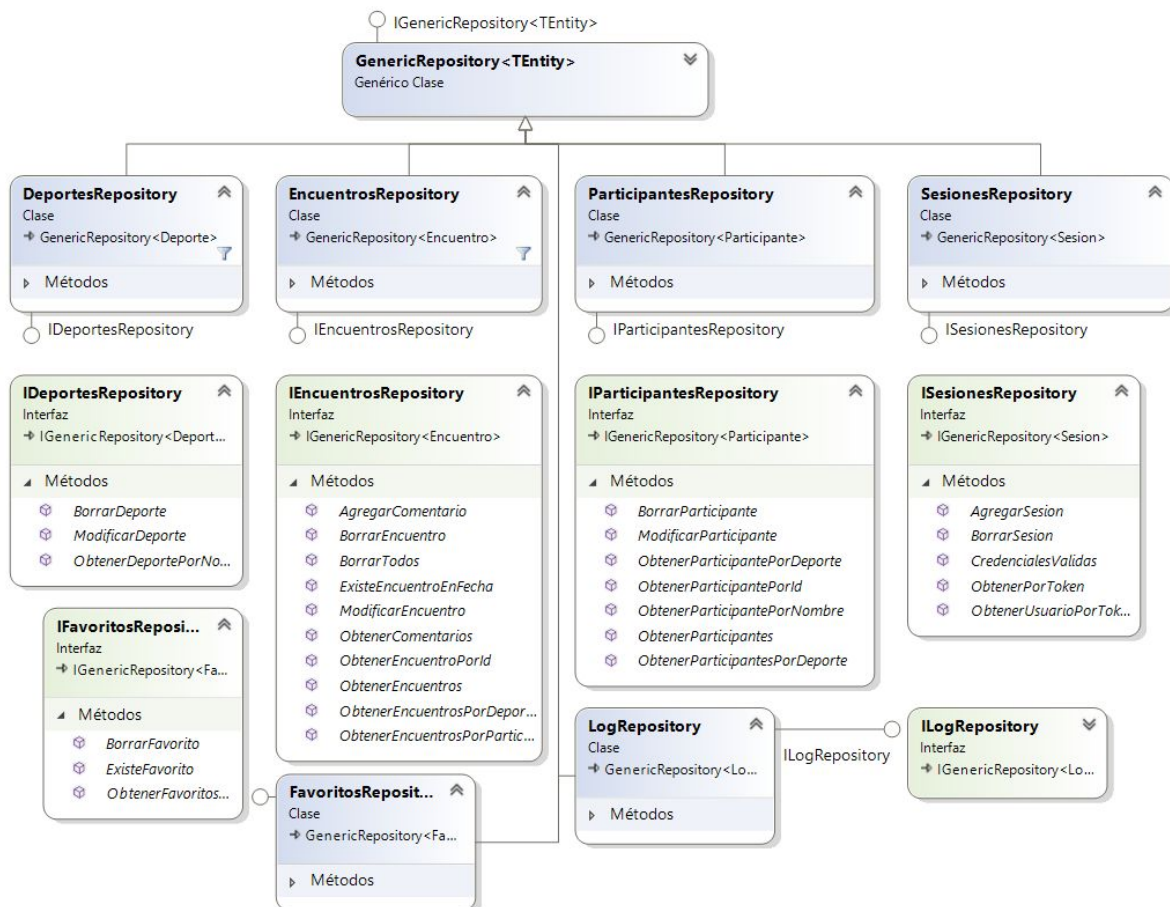 IGenericRepository<TEntity>
GenericRepository<TEntity>
Genérico Clase
DeportesRepository
Clase
GenericRepository<Deporte>
Métodos
IDeportesRepository
EncuentrosRepository
Clase
GenericRepository<Encuentro>
Métodos
IEncuentrosRepository
ParticipantesRepository
Clase
GenericRepository<Participante>
Métodos
IParticipantesRepository
SesionesRepository
Clase
GenericRepository<Sesion>
Métodos
ISesionesRepository
IDeportesRepository
Interfaz
IGenericRepository<Deport...
Métodos
BorrarDeporte
ModificarDeporte
ObtenerDeportePorNo...
IEncuentrosRepository
Interfaz
IGenericRepository<Encuentro>
Métodos
AgregarComentario
BorrarEncuentro
BorrarTodos
ExisteEncuentroEnFecha
ModificarEncuentro
ObtenerComentarios
ObtenerEncuentroPorId
ObtenerEncuentros
ObtenerEncuentrosPorDepor...
ObtenerEncuentrosPorPartic...
IParticipantesRepository
Interfaz
IGenericRepository<Participante>
Métodos
BorrarParticipante
ModificarParticipante
ObtenerParticipantePorDeporte
ObtenerParticipantePorId
ObtenerParticipantePorNombre
ObtenerParticipantes
ObtenerParticipantesPorDeporte
ISesionesRepository
Interfaz
IGenericRepository<Sesion>
Métodos
AgregarSesion
BorrarSesion
CredencialesValidas
ObtenerPorToken
ObtenerUsuarioPorTok...
IFavoritosReposi...
Interfaz
IGenericRepository<Fa...
Métodos
BorrarFavorito
ExisteFavorito
ObtenerFavoritos...
FavoritosReposit...
Clase
GenericRepository<Fa...
Métodos
LogRepository
Clase
GenericRepository<Lo...
Métodos
ILogRepository
ILogRepository
Interfaz
IGenericRepository<Lo...